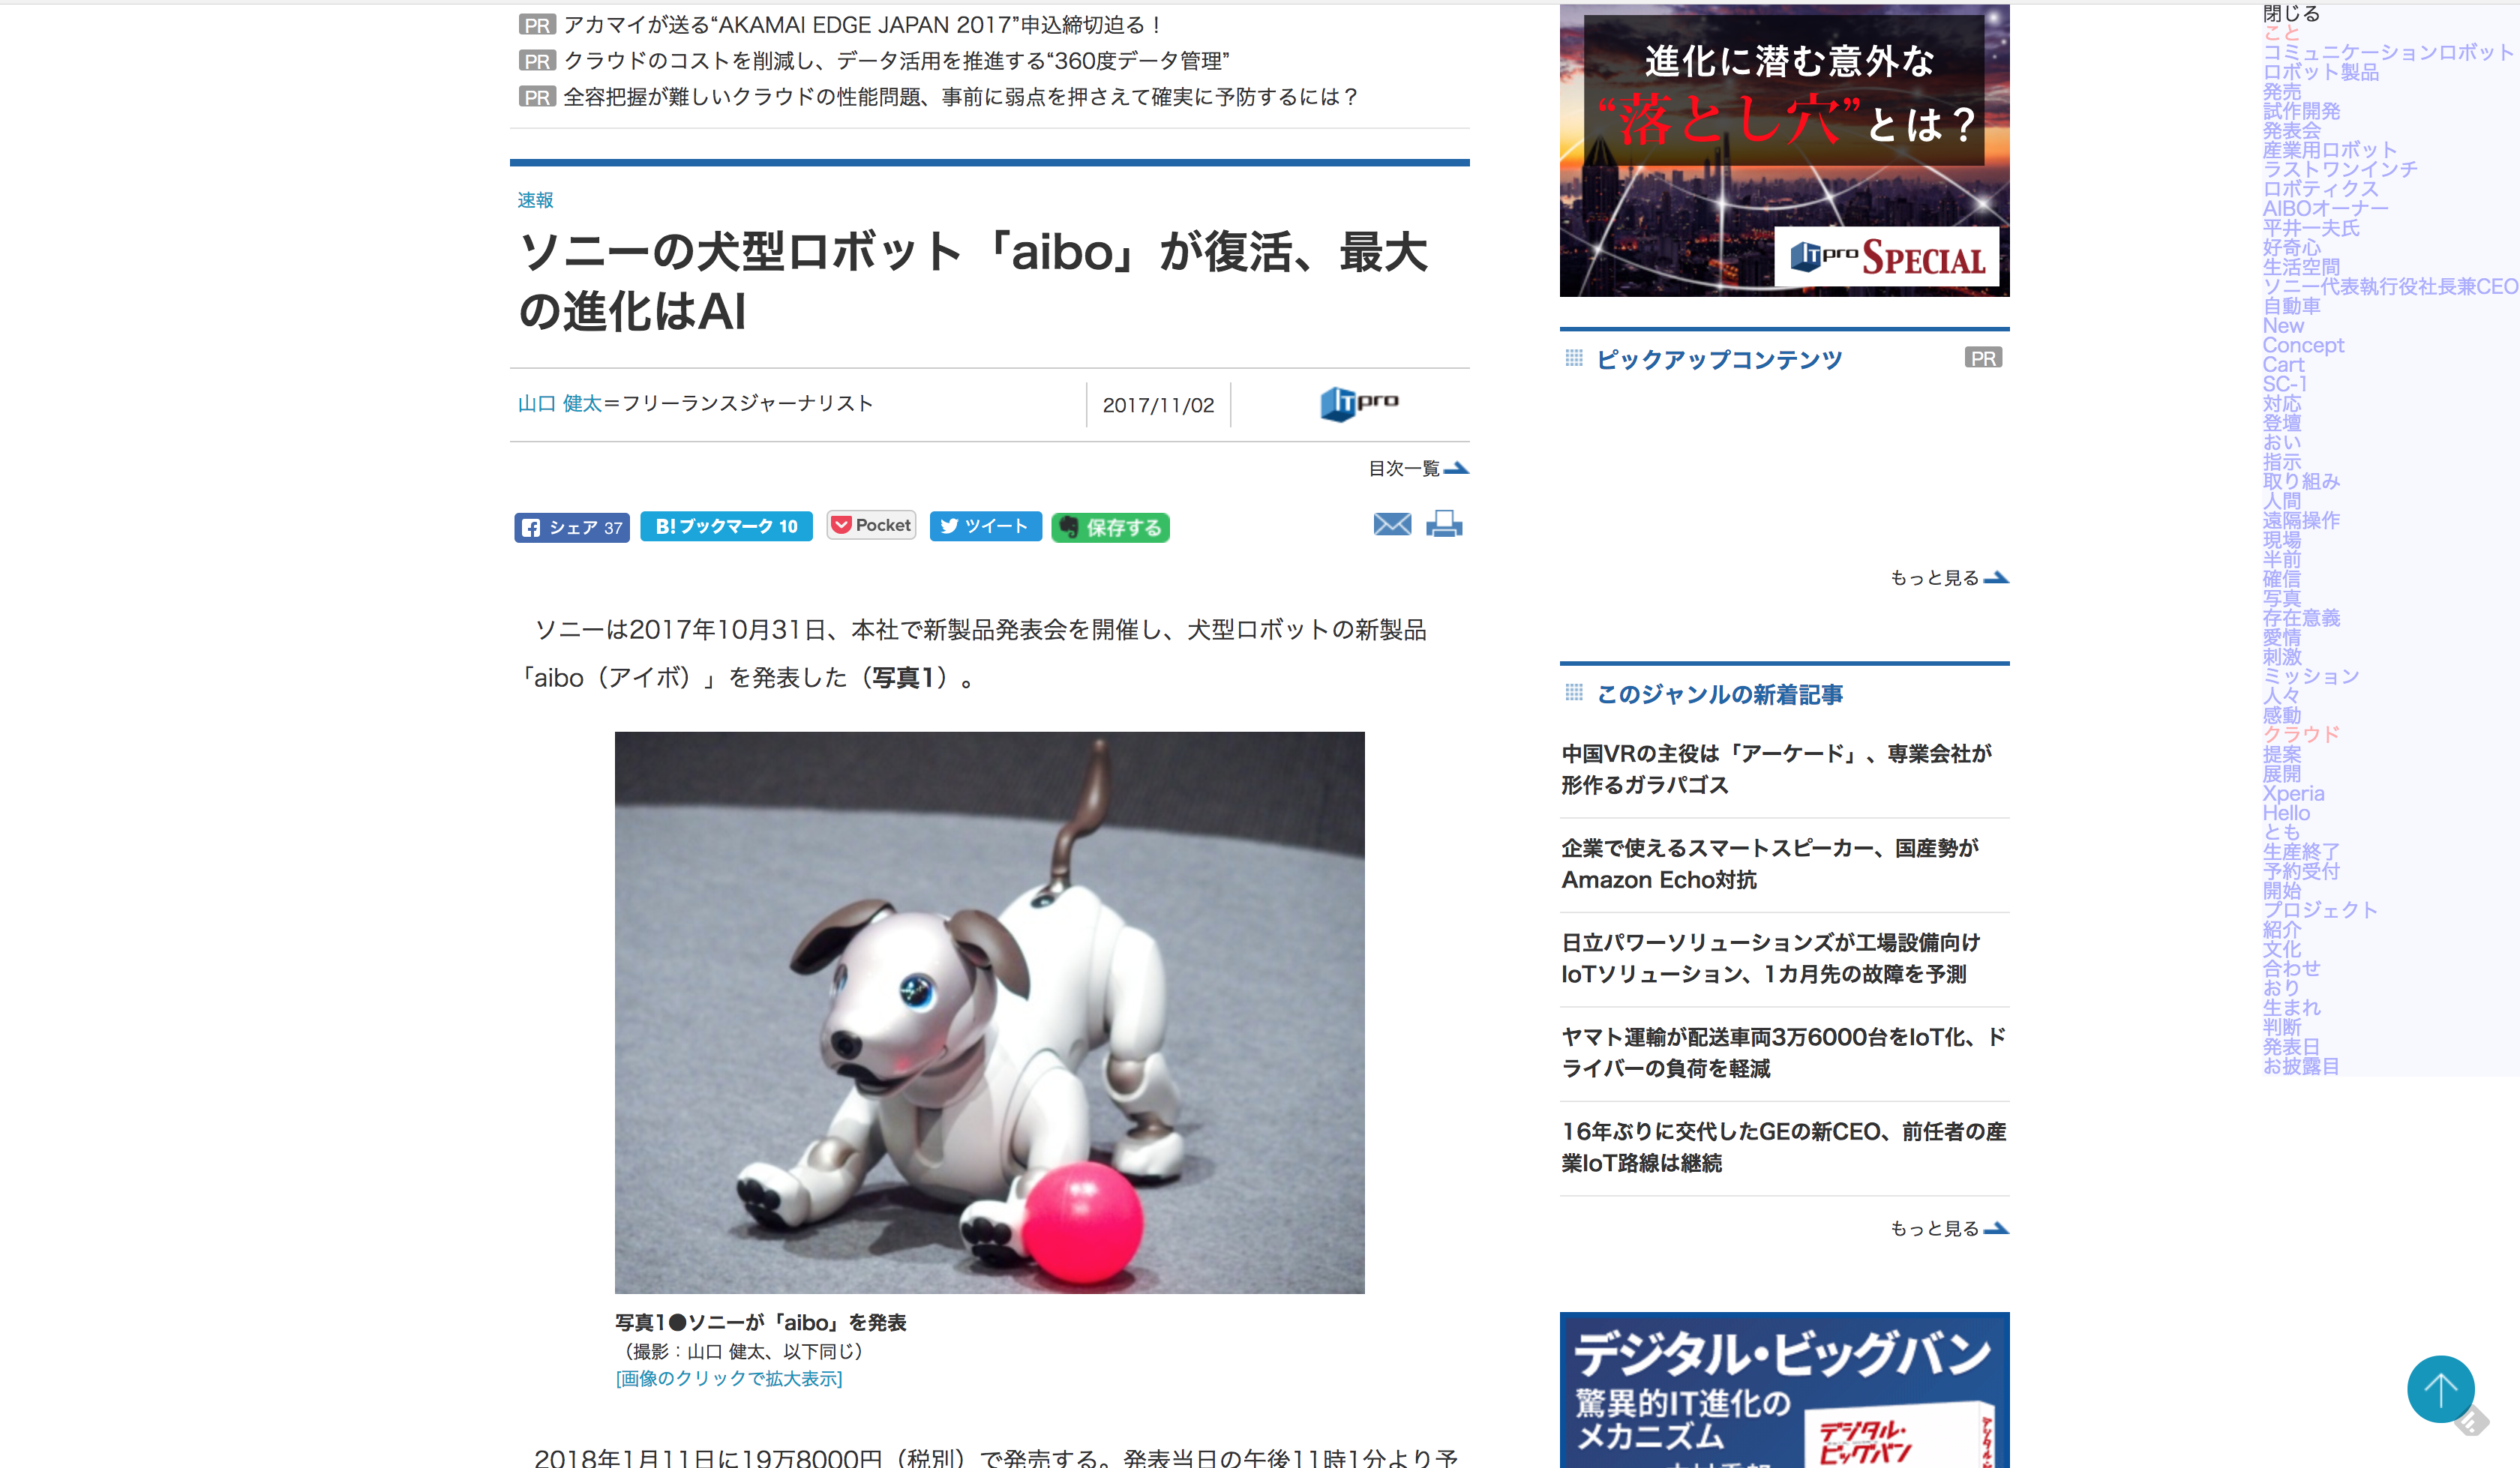 PR アカマイが送る“AKAMAI EDGE JAPAN 2017”申込締切迫る！
PR クラウドのコストを削減し、データ活用を推進する“360度データ管理”
PR 全容把握が難しいクラウドの性能問題、事前に弱点を押さえて確実に予防するには？
速報
ソニーの犬型ロボット「aibo」が復活、最大
の進化はAI
山口 健太＝フリーランスジャーナリスト
2017/11/02
ITpro
目次一覧
シェア 37
B!ブックマーク 10
Pocket
ツイート
保存する
ソニーは2017年10月31日、本社で新製品発表会を開催し、犬型ロボットの新製品
「aibo（アイボ）」を発表した（写真1）。
写真1●ソニーが「aibo」を発表
（撮影：山口 健太、以下同じ）
[画像のクリックで拡大表示]
2018年1月11日に19万8000円（税別）で発売する。発表当日の午後11時1分より予
進化に潜む意外な
“落とし穴”とは？
ITpro SPECIAL
ピックアップコンテンツ
PR
もっと見る
このジャンルの新着記事
中国VRの主役は「アーケード」、専業会社が
形作るガラパゴス
企業で使えるスマートスピーカー、国産勢が
Amazon Echo対抗
日立パワーソリューションズが工場設備向け
IoTソリューション、1カ月先の故障を予測
ヤマト運輸が配送車両3万6000台をIoT化、ド
ライバーの負荷を軽減
16年ぶりに交代したGEの新CEO、前任者の産
業IoT路線は継続
もっと見る
デジタル・ビッグバン
驚異的IT進化の
メカニズム
デジタル・
ビッグバン
閉じる
こと
コミュニケーションロボット
ロボット製品
発売
試作開発
発表会
産業用ロボット
ラストワンインチ
ロボティクス
AIBOオーナー
平井一夫氏
好奇心
生活空間
ソニー代表執行役社長兼CEO
自動車
New
Concept
Cart
SC-1
対応
登壇
おい
指示
取り組み
人間
遠隔操作
現場
半前
確信
写真
存在意義
愛情
刺激
ミッション
人々
感動
クラウド
提案
展開
Xperia
Hello
とも
生産終了
予約受付
開始
プロジェクト
紹介
文化
合わせ
おり
生まれ
判断
発表日
お披露目